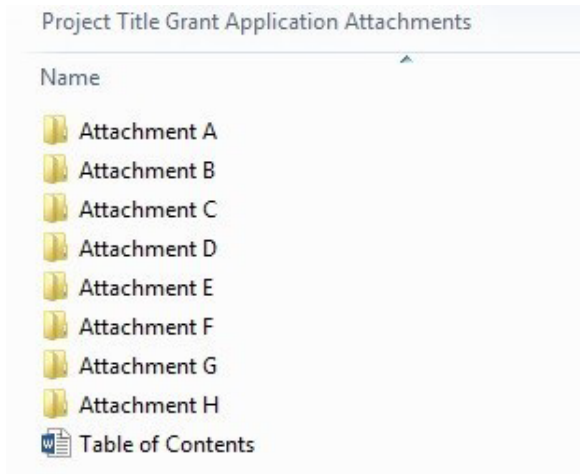 Project Title Grant Application Attachments
Name
Attachment A
Attachment B
Attachment C
Attachment D
Attachment E
Attachment F
Attachment G
Attachment H
Table of Contents